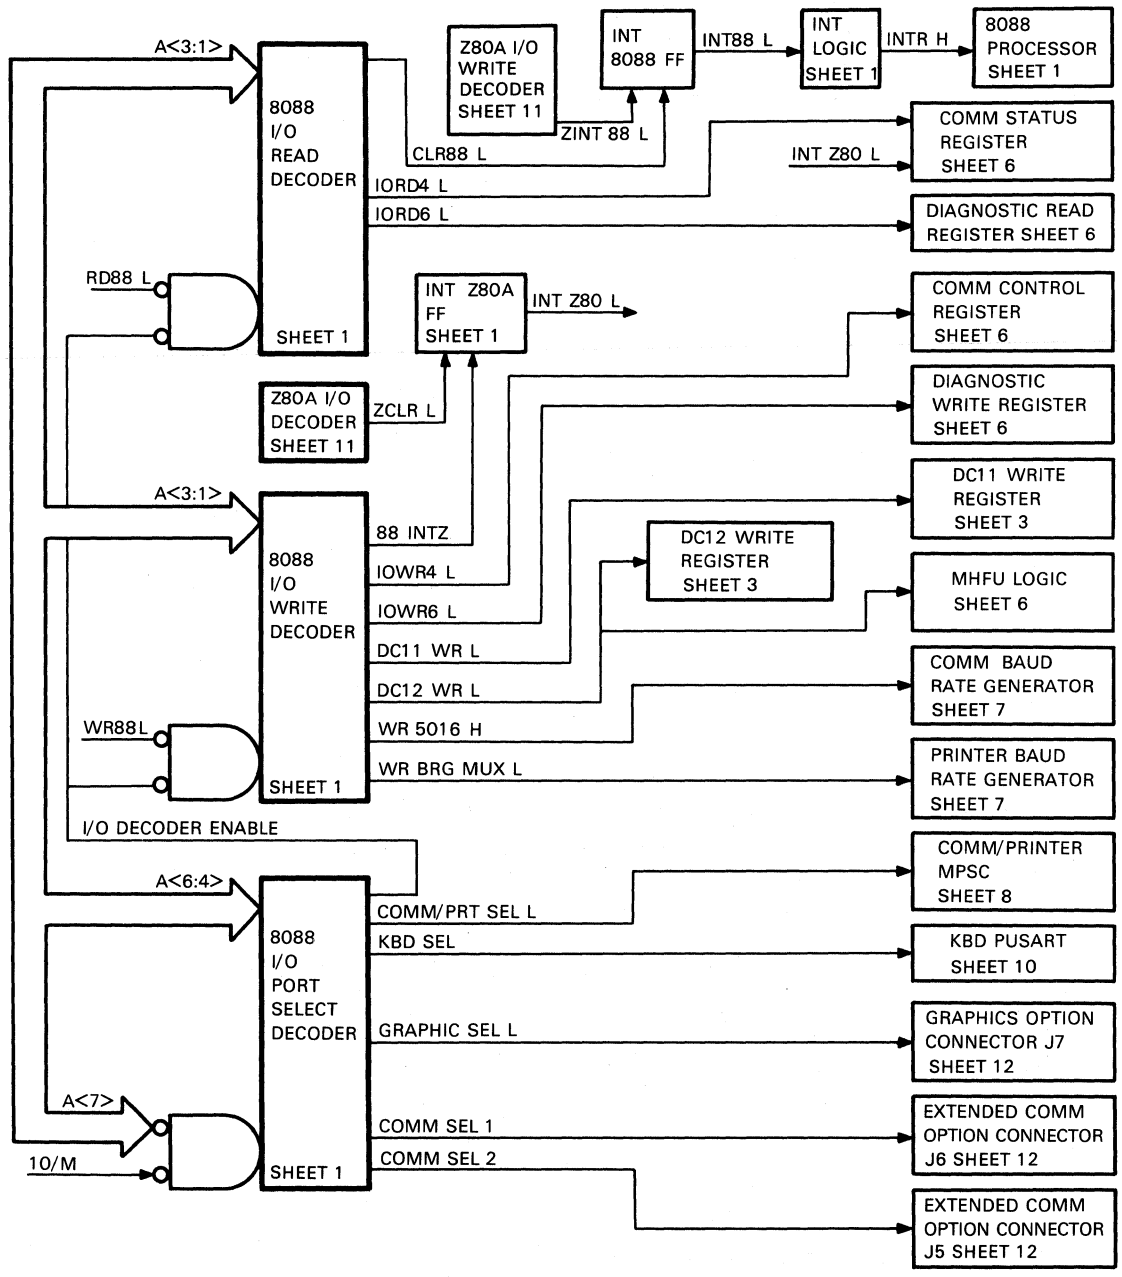 A<3:1>
8088
I/O
READ
DECODER
SHEET 1
RD88 L
Z80A I/O
WRITE
DECODER
SHEET 11
ZINT 88 L
INT
8088 FF
INT88 L
INT
LOGIC
SHEET 1
INTR H
8088
PROCESSOR
SHEET 1
CLR88 L
IORD4 L
IORD6 L
INT Z80 L
COMM STATUS
REGISTER
SHEET 6
DIAGNOSTIC READ
REGISTER SHEET 6
INT Z80A
FF
SHEET 1
INT Z80 L
COMM CONTROL
REGISTER
SHEET 6
Z80A I/O
DECODER
SHEET 11
ZCLR L
DIAGNOSTIC
WRITE REGISTER
SHEET 6
A<3:1>
8088
I/O
WRITE
DECODER
SHEET 1
WR88L
88 INTZ
IOWR4 L
IOWR6 L
DC11 WR L
DC12 WR L
WR 5016 H
WR BRG MUX L
DC11 WRITE
REGISTER
SHEET 3
DC12 WRITE
REGISTER
SHEET 3
MHFU LOGIC
SHEET 6
COMM BAUD
RATE GENERATOR
SHEET 7
PRINTER BAUD
RATE GENERATOR
SHEET 7
I/O DECODER ENABLE
A<6:4>
8088
I/O
PORT
SELECT
DECODER
SHEET 1
A<7>
10/M
COMM/PRT SEL L
KBD SEL
GRAPHIC SEL L
COMM SEL 1
COMM SEL 2
COMM/PRINTER
MPSC
SHEET 8
KBD PUSART
SHEET 10
GRAPHICS OPTION
CONNECTOR J7
SHEET 12
EXTENDED COMM
OPTION CONNECTOR
J6 SHEET 12
EXTENDED COMM
OPTION CONNECTOR
J5 SHEET 12